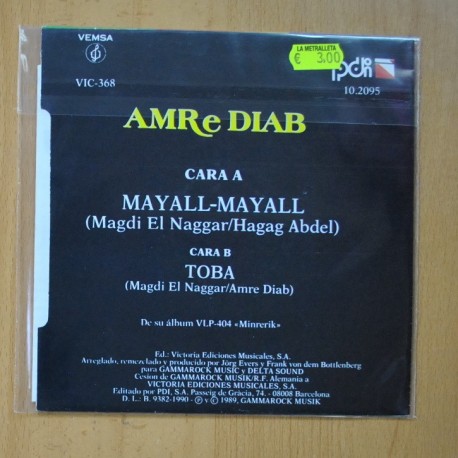 VEMSA
LA METRALLETA
€ 3.00
pdi
VIC-368
10.2095
AMRe DIAB
CARA A
MAYALL-MAYALL
(Magdi El Naggar/Hagag Abdel)
CARA B
TOBA
(Magdi El Naggar/Amre Diab)
De su álbum VLP-404 «Minrerik»
Ed.: Victoria Ediciones Musicales, S.A.
Arreglado, remezelado y producido por Jörg Evers y Frank von dem Bottlenberg
para GAMMAROCK MUSIC y DELTA SOUND
Cesion de GAMMAROCK MUSIK/R.F. Alemania a
VICTORIA EDICIONES MUSICALES, S.A.
Editado por PDI, S.A. Passeig de Gràcia, 74. - 08008 Barcelona
D. L.: B. 9382-1990 - ℗ y © 1989, GAMMAROCK MUSIK